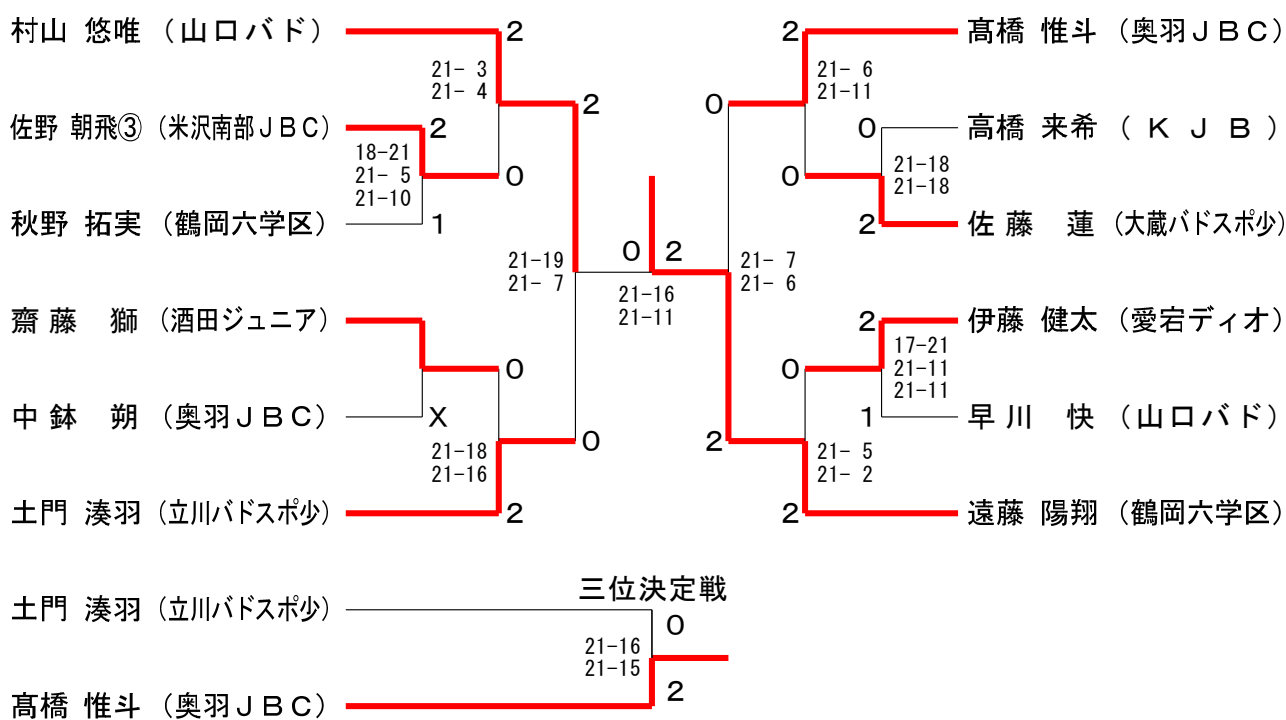 村山 悠唯 (山口バド)
2
21- 3
21- 4
2
佐野 朝飛③ (米沢南部JBC)
2
18-21
21- 5
21-10
0
秋野 拓実 (鶴岡六学区)
1
21-19
21- 7
齋藤 獅 (酒田ジュニア)
0
中鉢 朔 (奥羽JBC)
X
21-18
21-16
0
土門 湊羽 (立川バドスポ少)
2
0 2
21-16
21-11
2
髙橋 惟斗 (奥羽JBC)
21- 6
21-11
0
0
高橋 来希 (KJB)
21-18
21-18
0
2
佐藤 蓮 (大蔵バドスポ少)
21- 7
21- 6
2
伊藤 健太 (愛宕ディオ)
17-21
21-11
21-11
0
1
早川 快 (山口バド)
2
21- 5
21- 2
2
遠藤 陽翔 (鶴岡六学区)
三位決定戦
土門 湊羽 (立川バドスポ少)
0
21-16
21-15
2
髙橋 惟斗 (奥羽JBC)